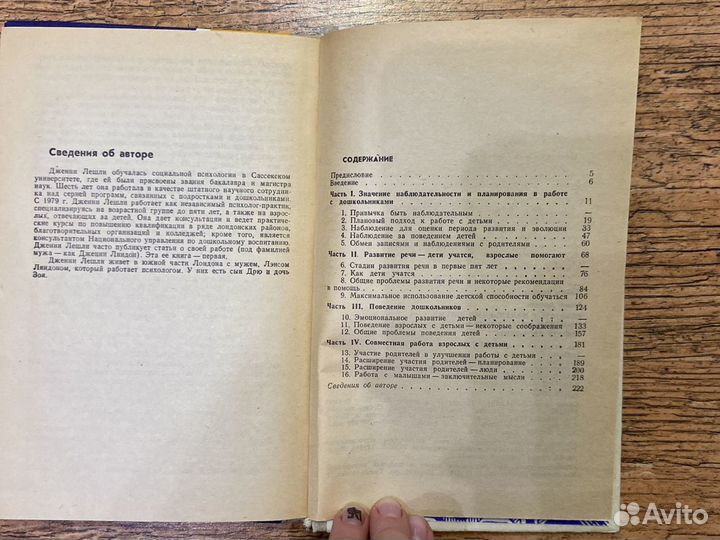 Сведения об авторе
Дженни Лешли обучалась социальной психологии в Сассекском
университете, где ей были присвоены звания бакалавра и магистра
наук. Шесть лет она работала в качестве штатного научного сотрудни-
ка над серией программ, связанных с подростками и дошкольниками.
С 1979 г. Дженни Лешли работает как независимый психолог-практик,
специализируясь на возрастной группе до пяти лет, а также на взрос-
лых, отвечающих за детей. Она дает консультации и ведет практиче-
ские курсы по повышению квалификации в ряде лондонских районов,
благотворительных организаций и колледжей; кроме того, является
консультантом Национального управления по дошкольному воспитанию.
Дженни Лешли часто публикует статьи о своей работе (под фамилией
мужа — как Дженни Линдон). Эта ее книга — первая.
Дженни Лешли живет в южной части Лондона с мужем, Лэнсом
Линдоном, который работает психологом. У них есть сын Дрю и дочь
Зои.
СОДЕРЖАНИЕ
Предисловие 5
Введение 6
Часть I. Значение наблюдательности и планирования в работе
с дошкольниками 11
1. Привычка быть наблюдательным —
2. Плановый подход к работе с детьми 19
3. Наблюдение для оценки периода развития и эволюции 33
4. Наблюдение за поведением детей 47
5. Обмен записями и наблюдениями с родителями 60
Часть II. Развитие речи — дети учатся, взрослые помогают 68
6. Стадии развития речи в первые пят лет —
7. Как дети учатся 76
8. Общие проблемы развития речи и некоторые рекомендации
в помощь 84
9. Максимальное использование детской способности обучаться 106
Часть III. Поведение дошкольников 124
10. Эмоциональное развитие детей —
11. Поведение взрослых с детьми — некоторые соображения 133
12. Общие проблемы поведения детей 157
Часть IV. Совместная работа взрослых с детьми 181
13. Участие родителей в улучшении работы с детьми —
14. Расширение участия родителей — планирование 189
15. Расширение участия родителей — люди 200
16. Работа с малышами — заключительные мысли 218
Сведения об авторе 222
Avito